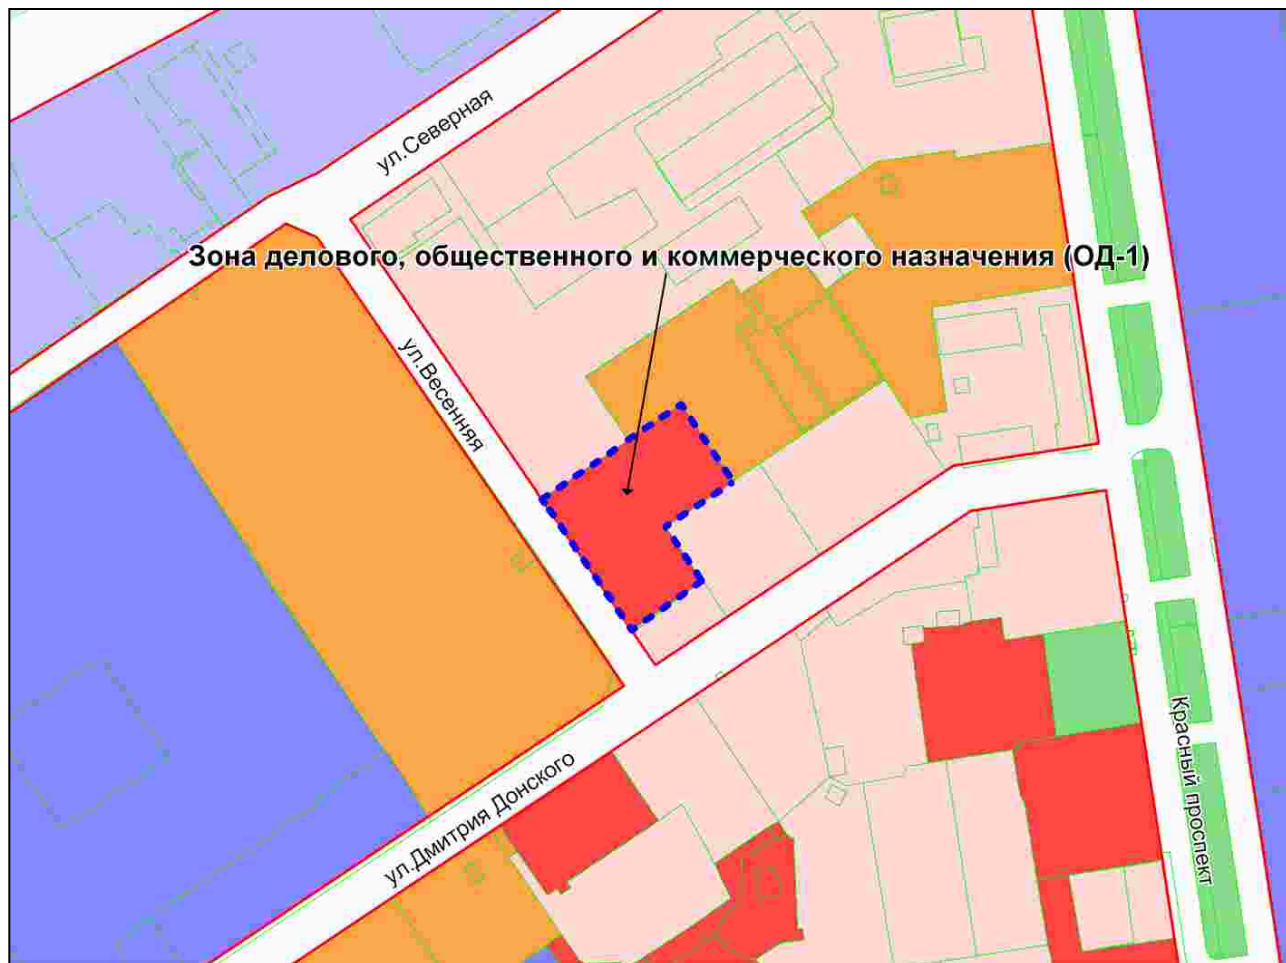 ул.Северная
Зона делового, общественного и коммерческого назначения (ОД-1)
ул.Весенняя
Красный проспект
ул.Дмитрия Донского